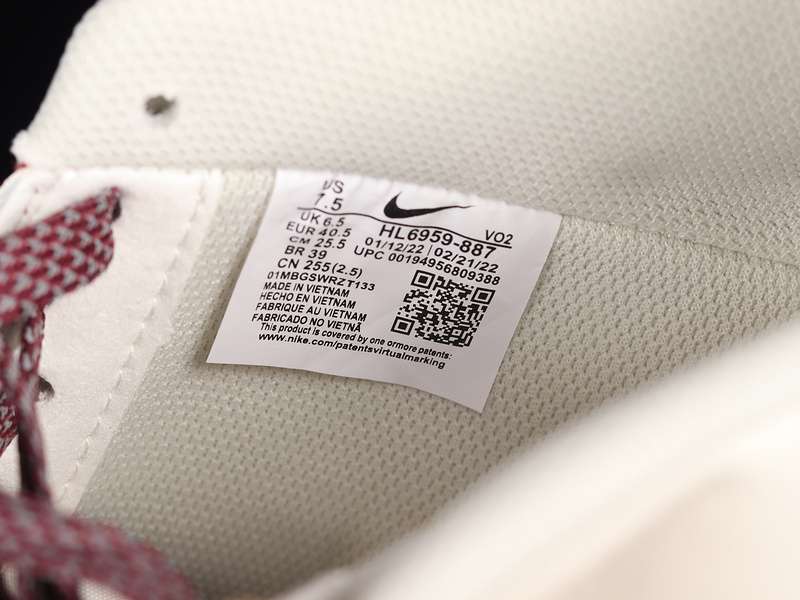 US
7.5
UK 6.5
EUR 40.5
CM 25.5
BR 39
CN 255(2.5)
HL6959-887 VO2
01/12/22 | 02/21/22
UPC 00194956809388
01MBGSWRZT133
MADE IN VIETNAM
HECHO EN VIETNAM
FABRIQUE AU VIETNAM
FABRICADO NO VIETNÃ
This product is covered by one ormore patents:
www.nike.com/patentsvirtualmarking